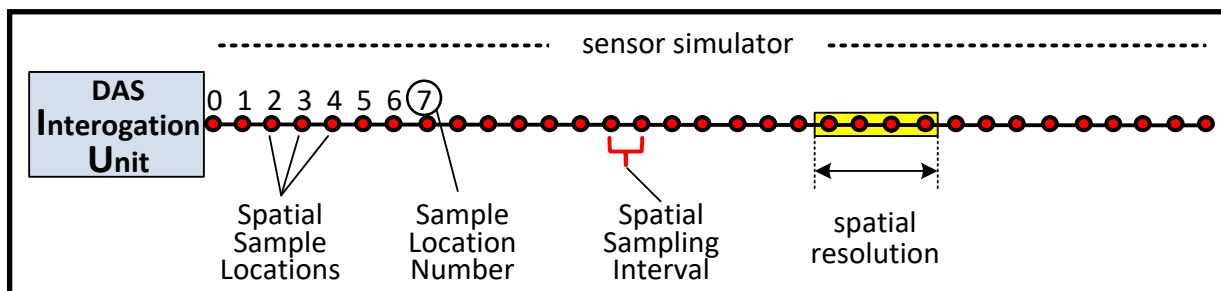 sensor simulator
DAS
Interogation
Unit
0 1 2 3 4 5 6 7
Spatial
Sample
Locations
Sample
Location
Number
Spatial
Sampling
Interval
spatial
resolution